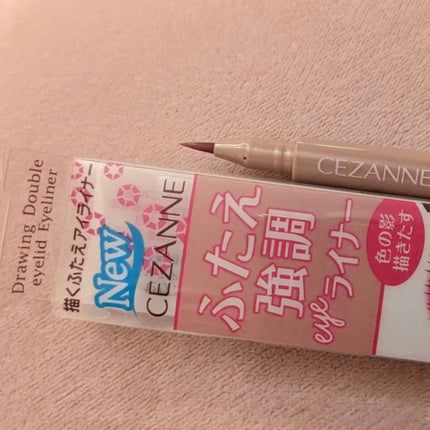 Drawing Double
eyelid Eyeliner
描くふたえアイライナー
New
CEZANNE
ふたえ
強調
eyeライナー
色の影
描きたす
CEZANNE